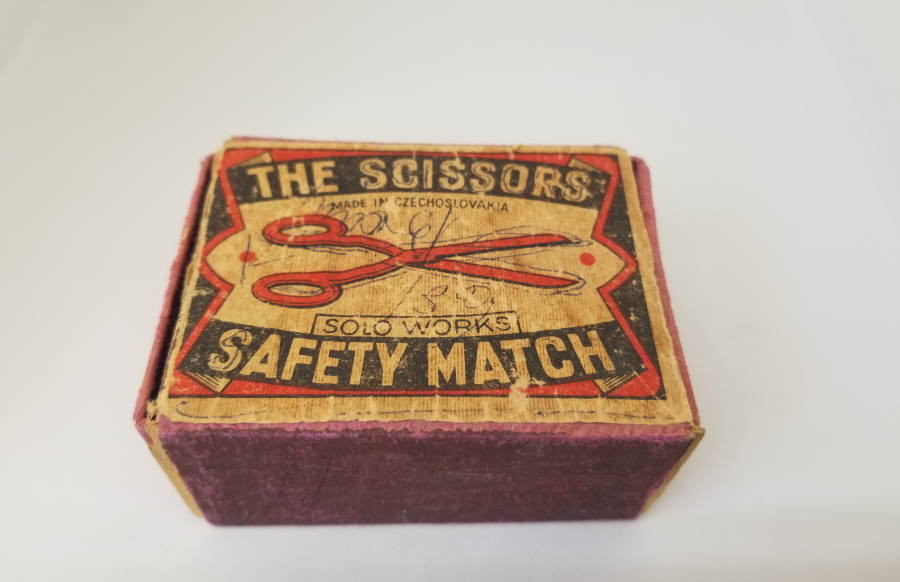 THE SCISSORS
MADE IN CZECHOSLOVAKIA
SOLO WORKS
SAFETY MATCH